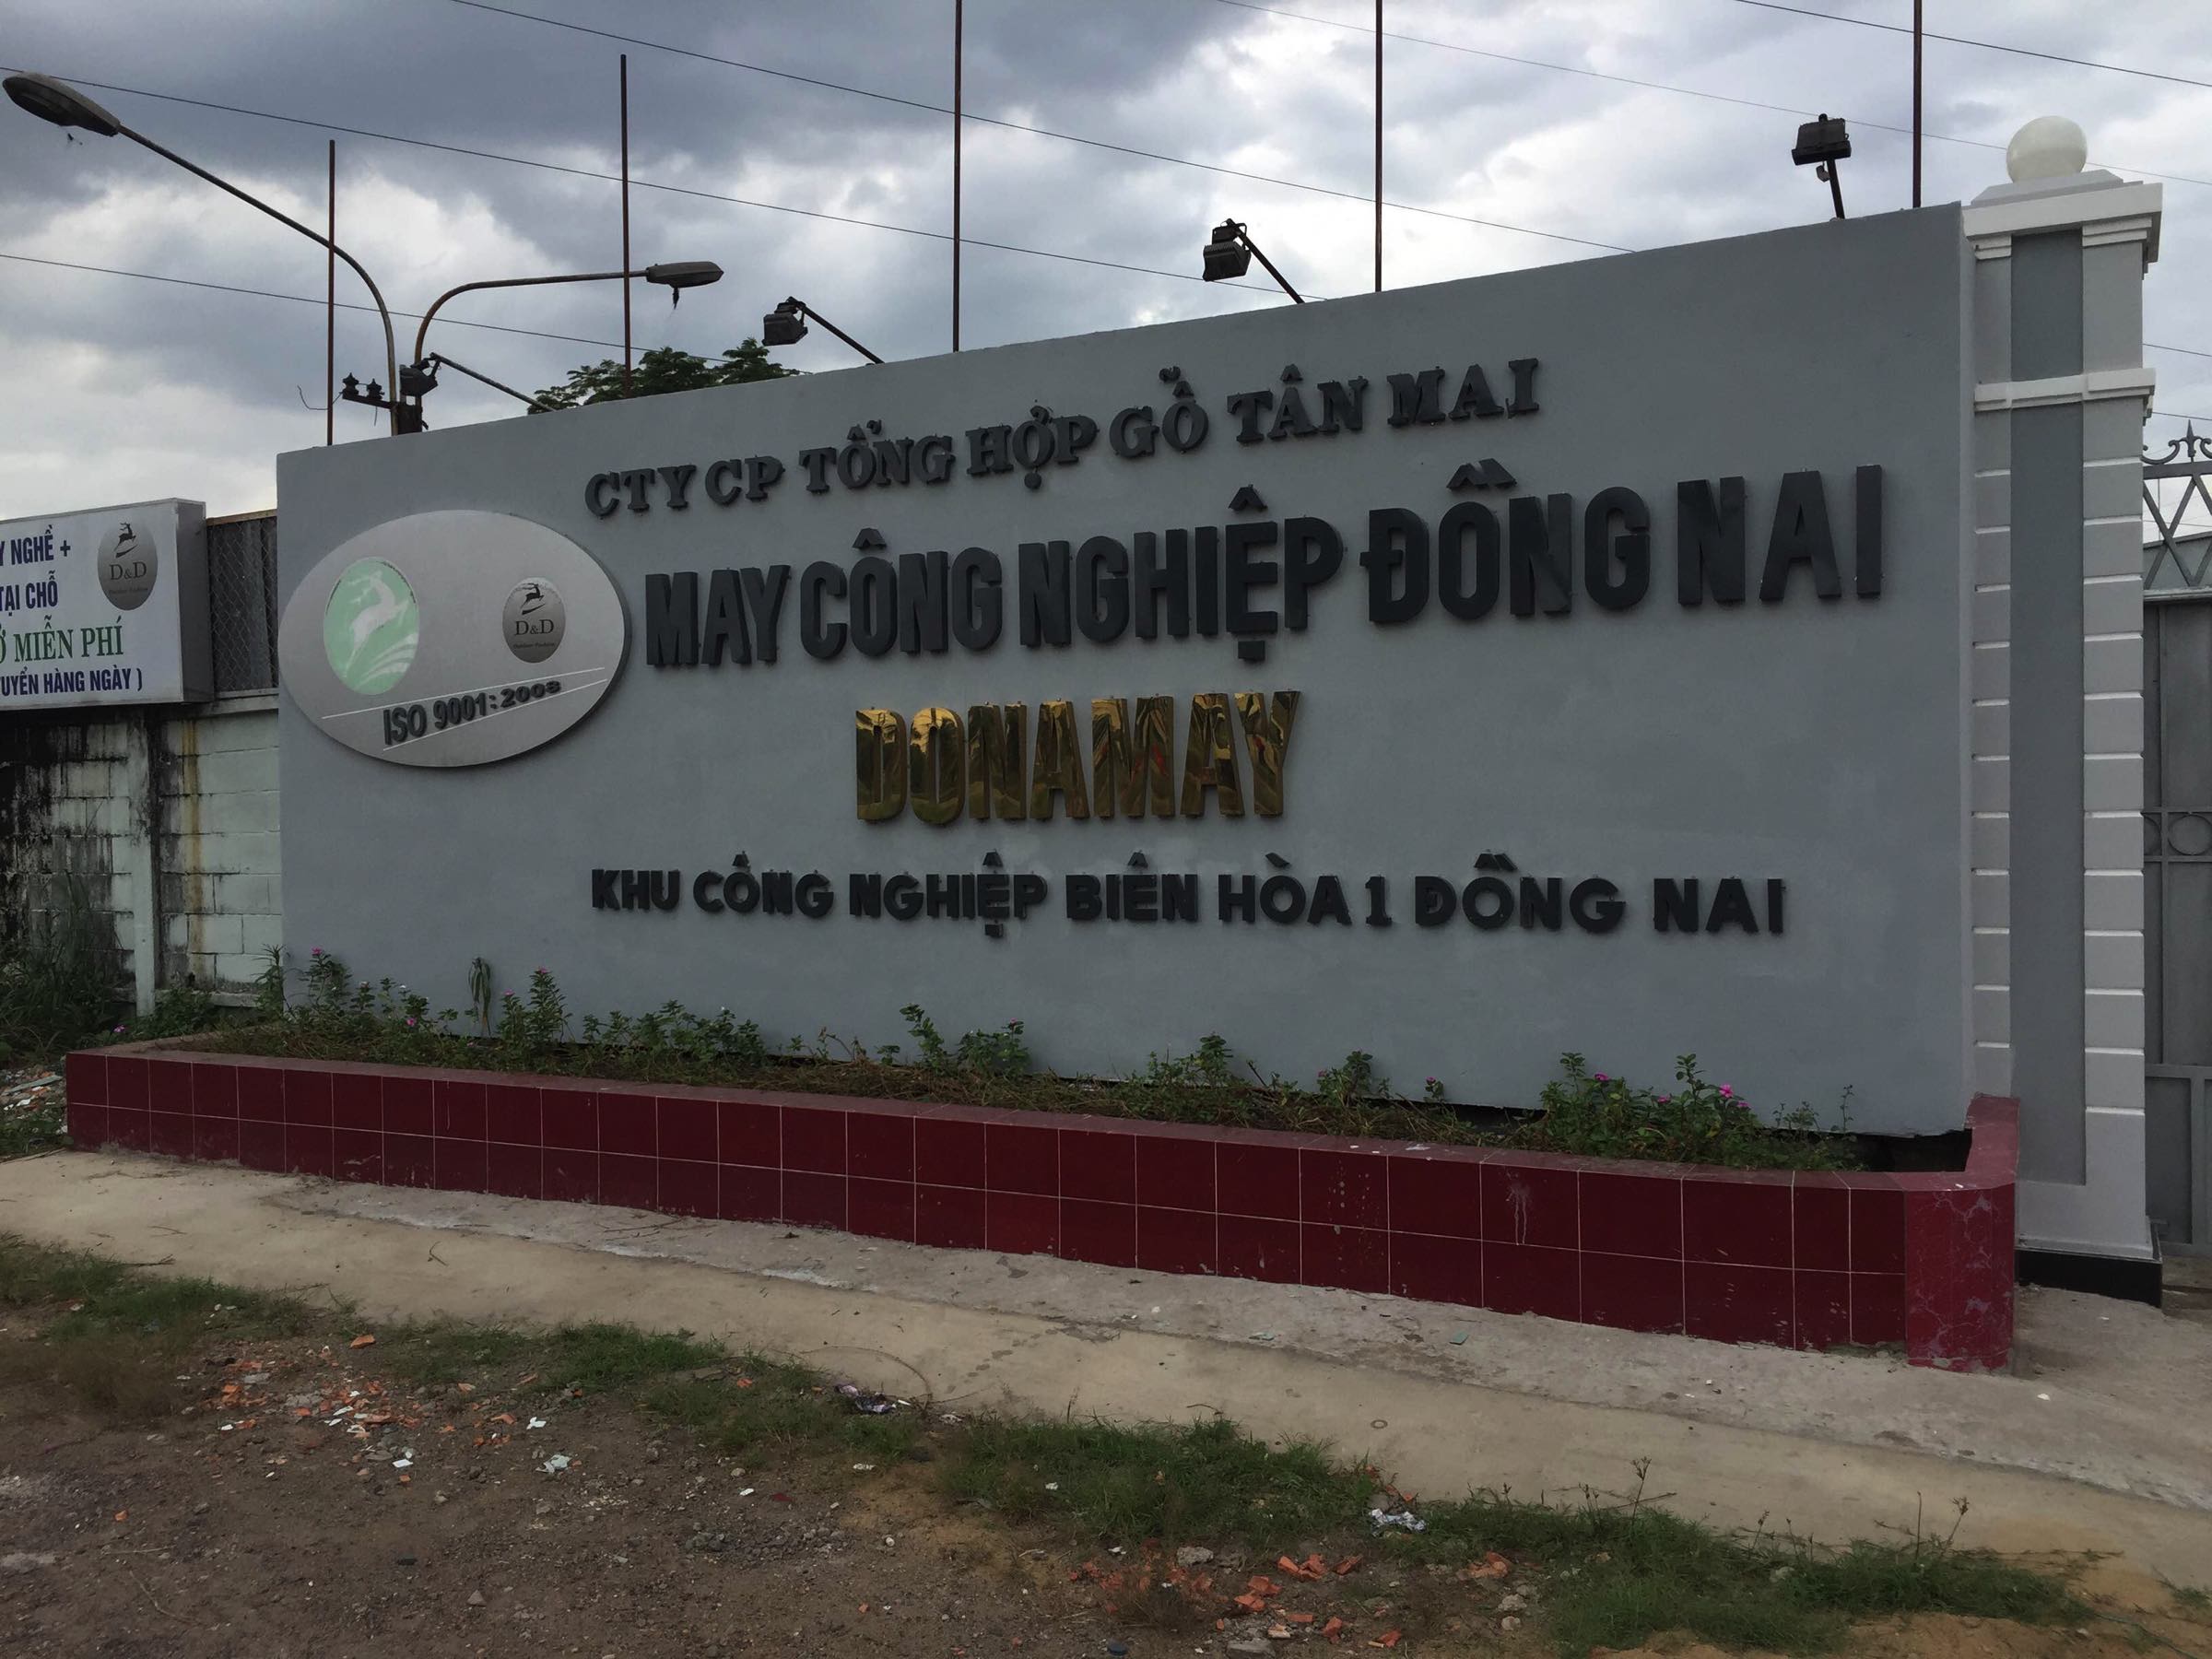 CTY CP TỔNG HỢP GỖ TÂN MAI
MAY CÔNG NGHIỆP ĐỒNG NAI
DONAMAY
KHU CÔNG NGHIỆP BIÊN HÒA 1 ĐỒNG NAI
D&D
ISO 9001:2008
NGHỀ +
TẠI CHỖ
MIỄN PHÍ
HÀNG NGÀY )
D&D